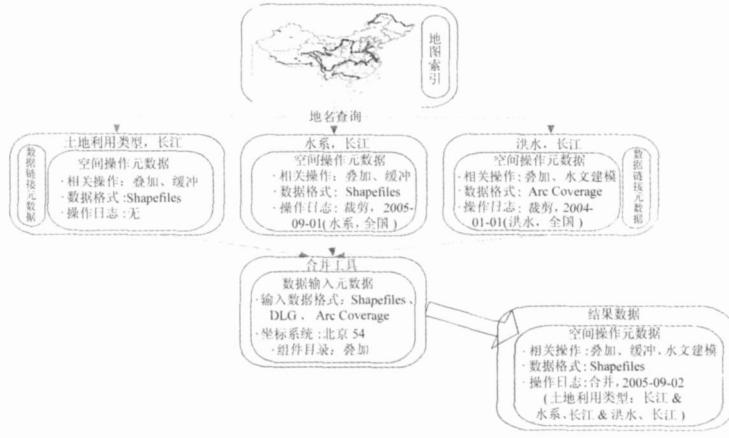 地图索引
地名查询
土地利用类型，长江
数据链接元数据
空间操作元数据
·相关操作：叠加、缓冲
·数据格式:Shapefiles
·操作日志:无
水系，长江
空间操作元数据
·相关操作：叠加、缓冲
·数据格式：Shapefiles
·操作日志：裁剪，2005-
09-01(水系，全国)
洪水，长江
空间操作元数据
·相关操作：叠加、水文建模
·数据格式：Arc Coverage
·操作日志：裁剪，2004-
01-01(洪水，全国)
数据链接元数据
合并工具
数据输入元数据
·输入数据格式：Shapefiles、
DLG、Arc Coverage
·坐标系统:北京54
·组件目录：叠加
结果数据
空间操作元数据
·相关操作:叠加、缓冲、水文建模
·数据格式:Shapefiles
·操作日志:合并，2005-09-02
(土地利用类型：长江&
水系、长江&洪水、长江)